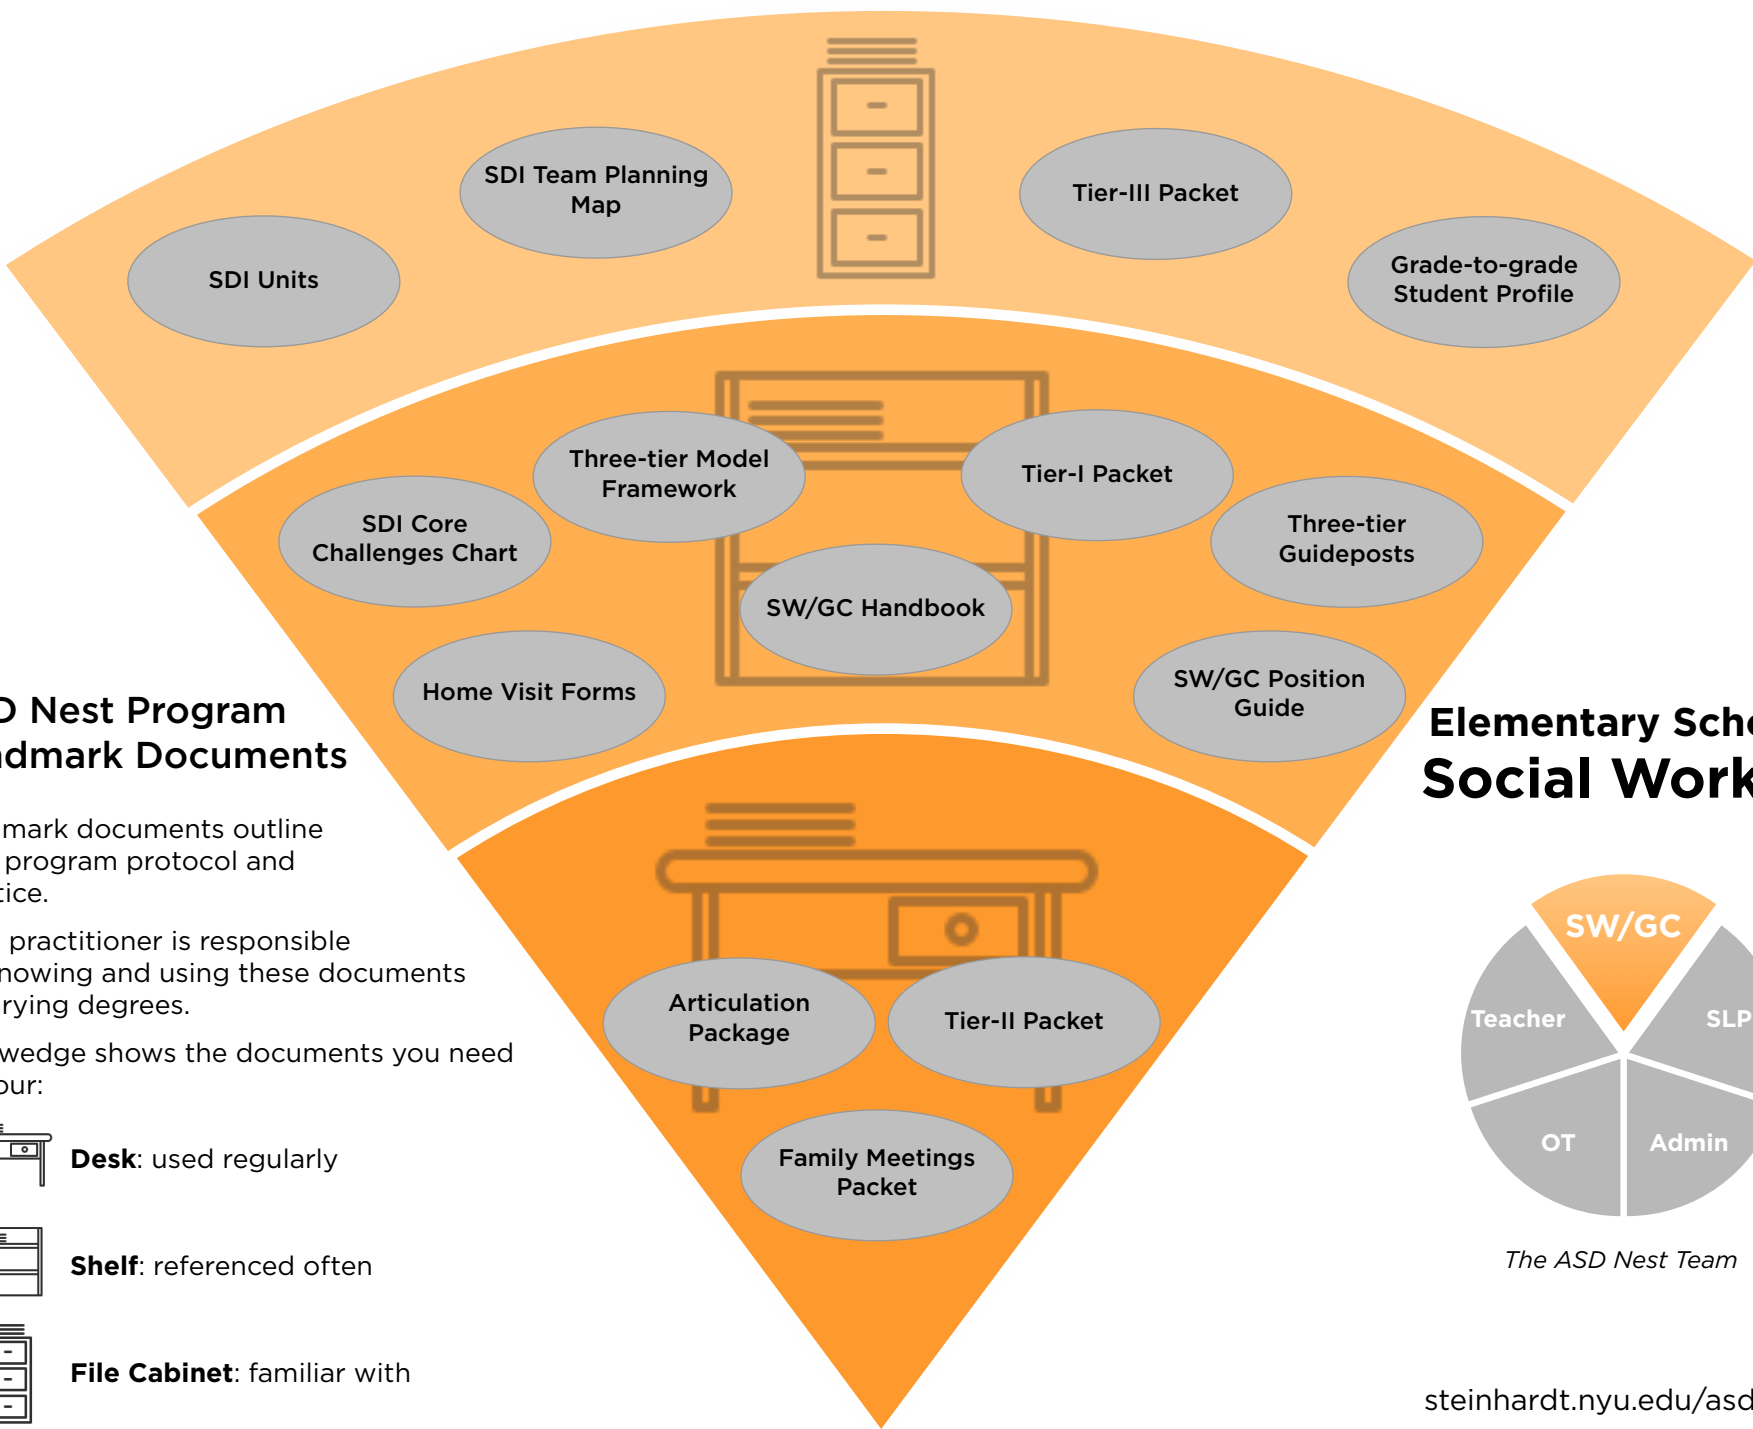 SDI Team Planning
Map
Tier-III Packet
SDI Units
Grade-to-grade
Student Profile
Three-tier Model
Framework
Tier-I Packet
SDI Core
Challenges Chart
Three-tier
Guideposts
SW/GC Handbook
Home Visit Forms
SW/GC Position
Guide
D Nest Program
dmark Documents
mark documents outline
program protocol and
tice.
practitioner is responsible
nowing and using these documents
rying degrees.
wedge shows the documents you need
our:
Desk: used regularly
Shelf: referenced often
File Cabinet: familiar with
Articulation
Package
Tier-II Packet
Family Meetings
Packet
Elementary Scho
Social Work
SW/GC
Teacher
SLP
OT
Admin
The ASD Nest Team
steinhardt.nyu.edu/asd